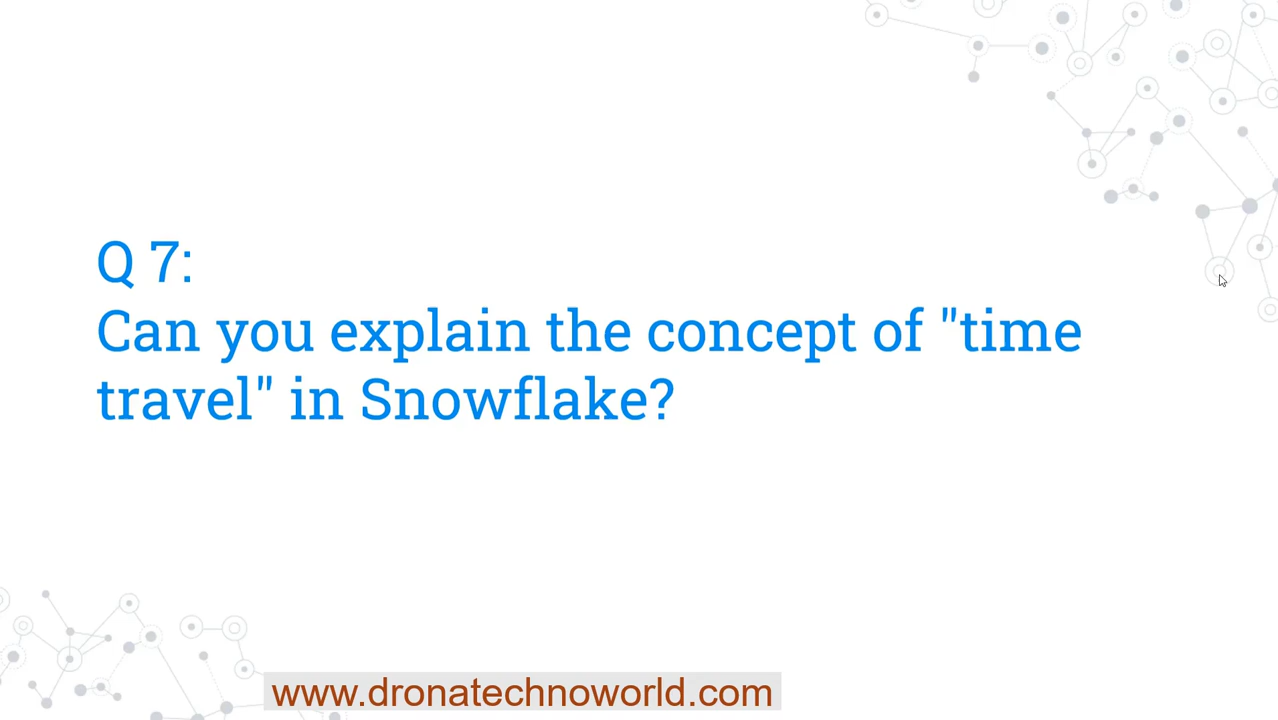 Q 7:
Can you explain the concept of "time
travel" in Snowflake?
www.dronatechnoworld.com